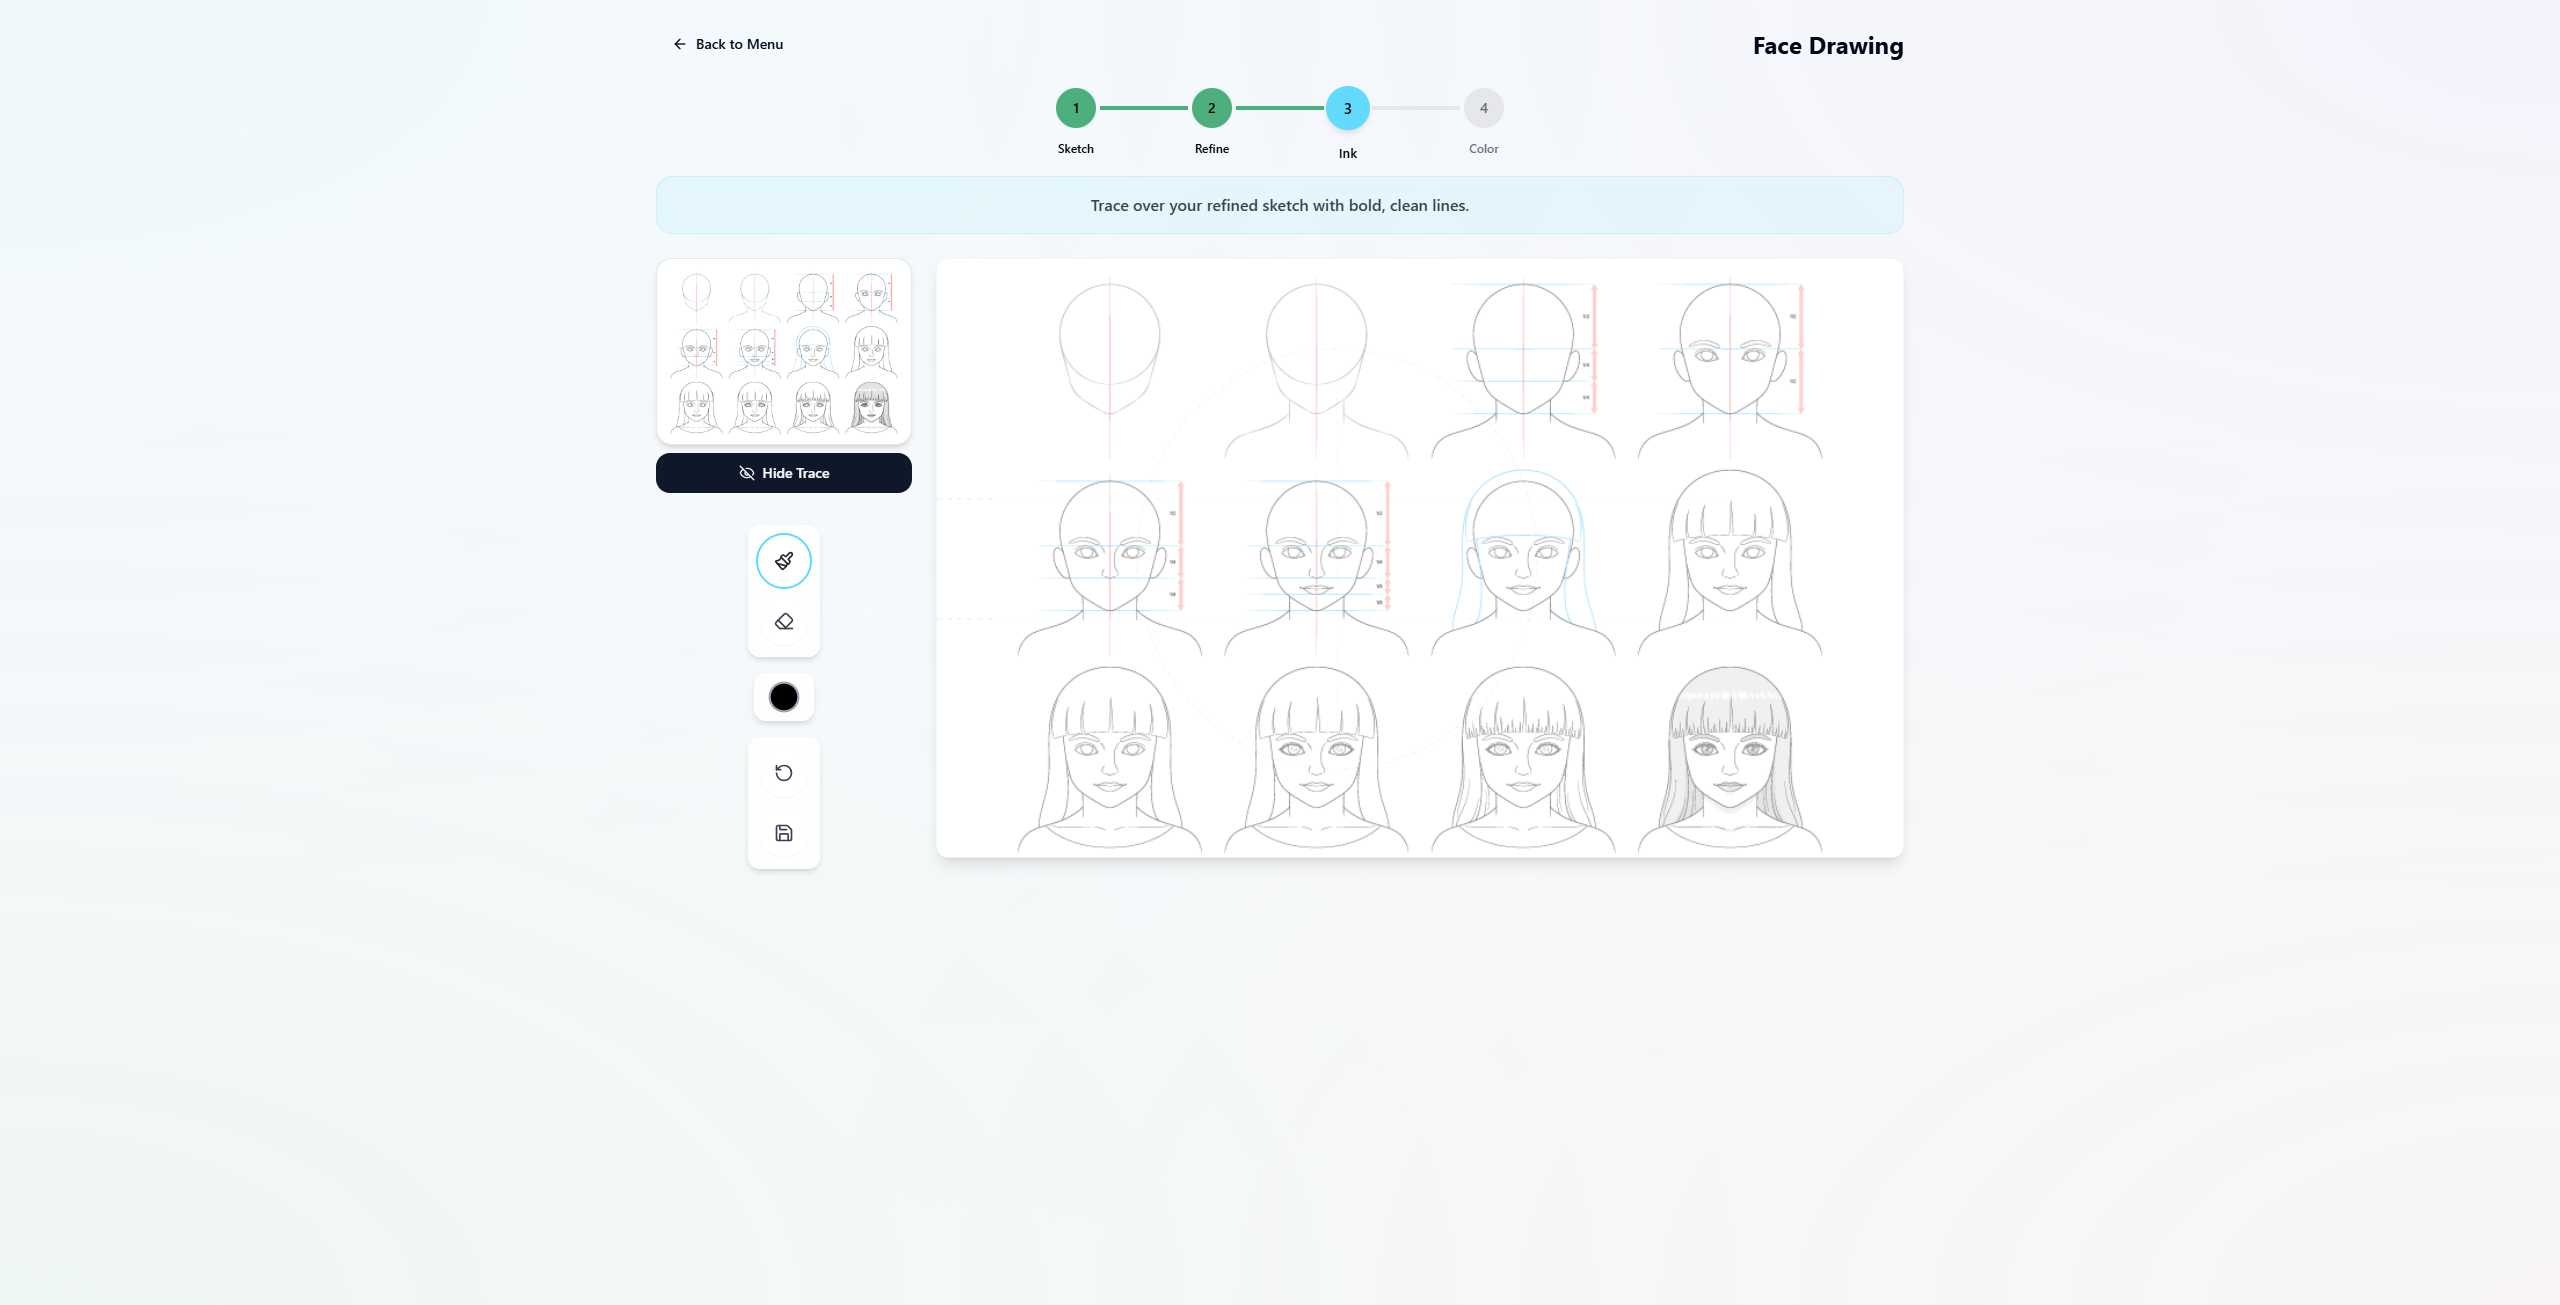 Back to Menu
Face Drawing
1
2
3
4
Sketch
Refine
Ink
Color
Trace over your refined sketch with bold, clean lines.
Hide Trace